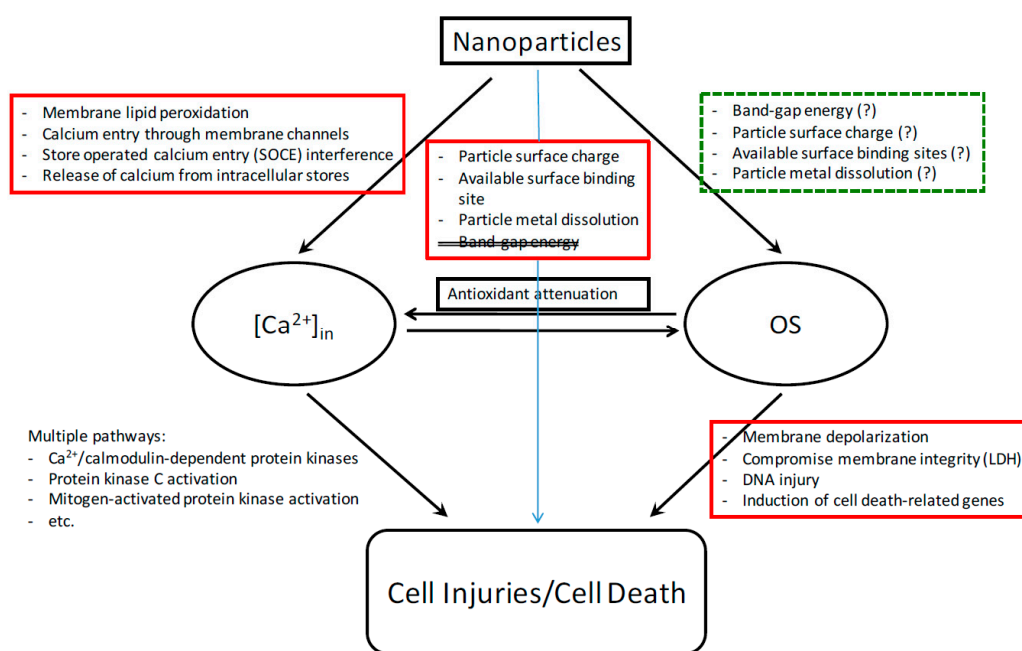 Nanoparticles
- Membrane lipid peroxidation
- Calcium entry through membrane channels
- Store operated calcium entry (SOCE) interference
- Release of calcium from intracellular stores
- Particle surface charge
- Available surface binding
site
- Particle metal dissolution
- Band-gap energy
- Band-gap energy (?)
- Particle surface charge (?)
- Available surface binding sites (?)
- Particle metal dissolution (?)
Antioxidant attenuation
[Ca²⁺]in
OS
Multiple pathways:
- Ca²⁺/calmodulin-dependent protein kinases
- Protein kinase C activation
- Mitogen-activated protein kinase activation
- etc.
- Membrane depolarization
- Compromise membrane integrity (LDH)
- DNA injury
- Induction of cell death-related genes
Cell Injuries/Cell Death